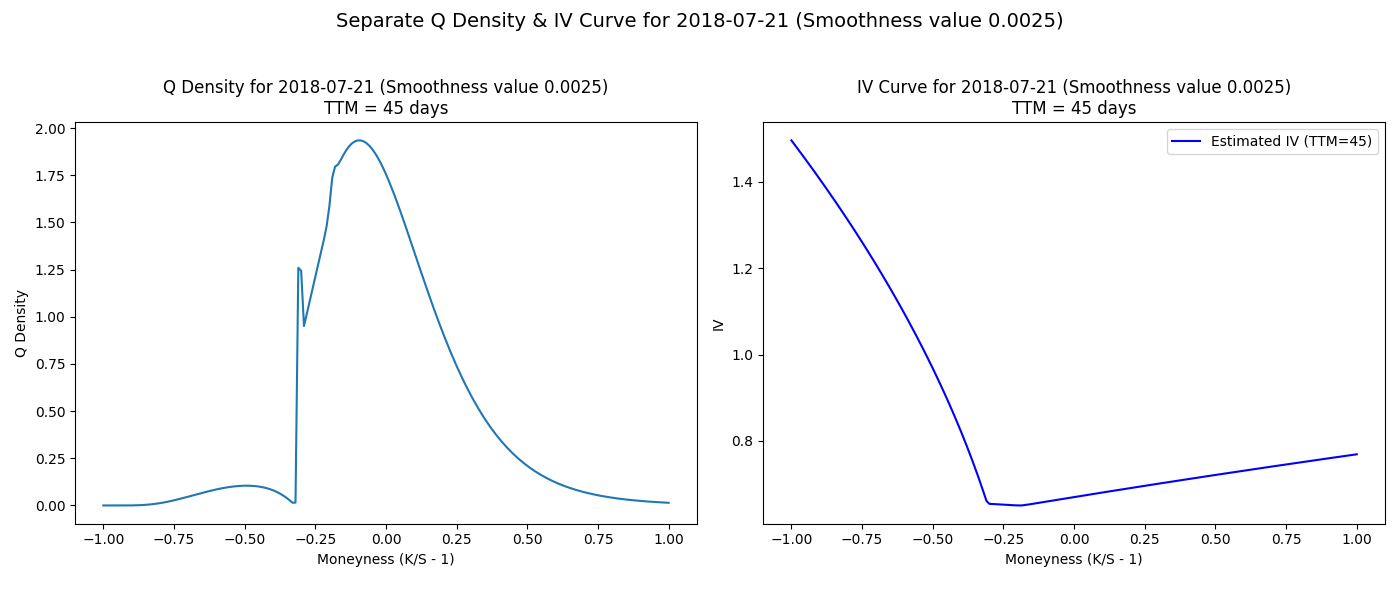 Separate Q Density & IV Curve for 2018-07-21 (Smoothness value 0.0025)
Q Density for 2018-07-21 (Smoothness value 0.0025)
TTM = 45 days
2.00
1.75
1.50
1.25
1.00
0.75
0.50
0.25
0.00
Q Density
−1.00 −0.75 −0.50 −0.25 0.00 0.25 0.50 0.75 1.00
Moneyness (K/S - 1)
IV Curve for 2018-07-21 (Smoothness value 0.0025)
TTM = 45 days
Estimated IV (TTM=45)
1.4
1.2
1.0
0.8
IV
−1.00 −0.75 −0.50 −0.25 0.00 0.25 0.50 0.75 1.00
Moneyness (K/S - 1)